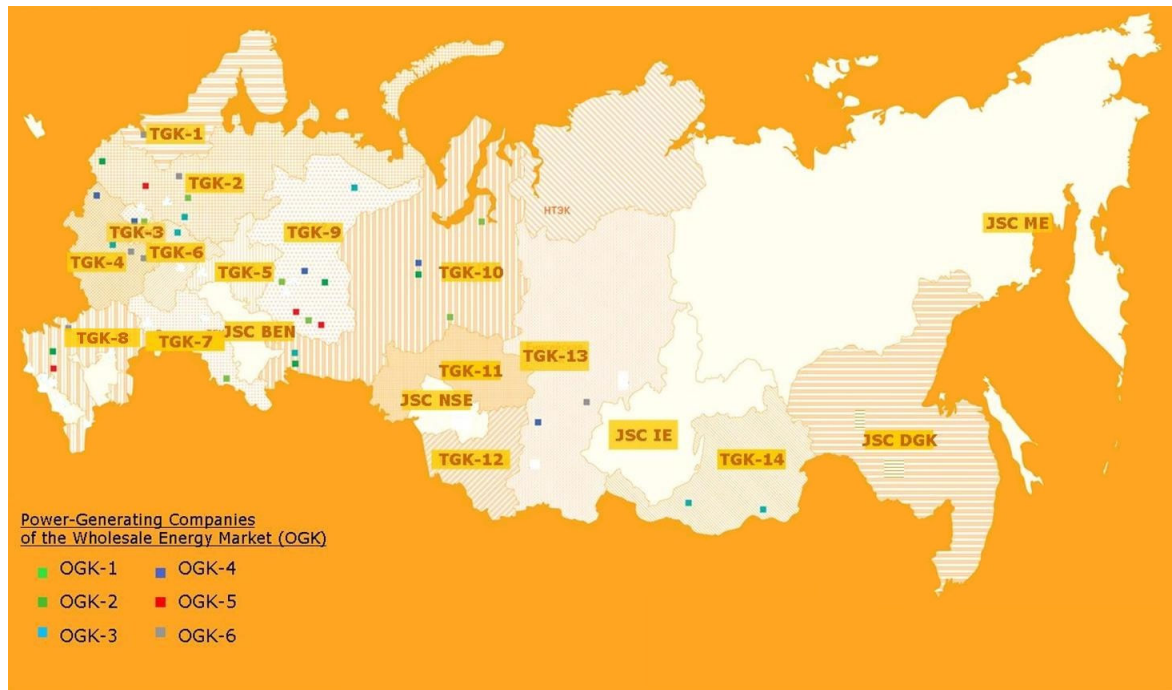 TGK-1
TGK-2
НТЭК
JSC ME
TGK-3
TGK-9
TGK-6
TGK-4
TGK-5
TGK-10
JSC BEN
TGK-8
TGK-7
TGK-13
TGK-11
JSC NSE
JSC IE
JSC DGK
TGK-12
TGK-14
Power-Generating Companies
of the Wholesale Energy Market (OGK)
OGK-1
OGK-4
OGK-2
OGK-5
OGK-3
OGK-6